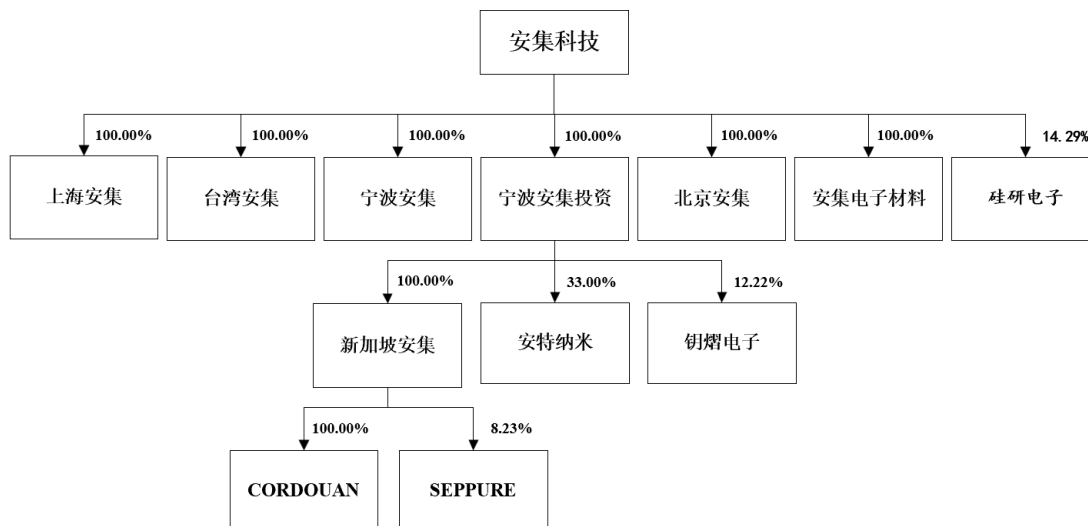 安集科技
100.00% 100.00% 100.00% 100.00% 100.00% 100.00% 14.29%
上海安集 台湾安集 宁波安集 宁波安集投资 北京安集 安集电子材料 硅研电子
100.00% 33.00% 12.22%
新加坡安集 安特纳米 钥熠电子
100.00% 8.23%
CORDOUAN SEPPURE